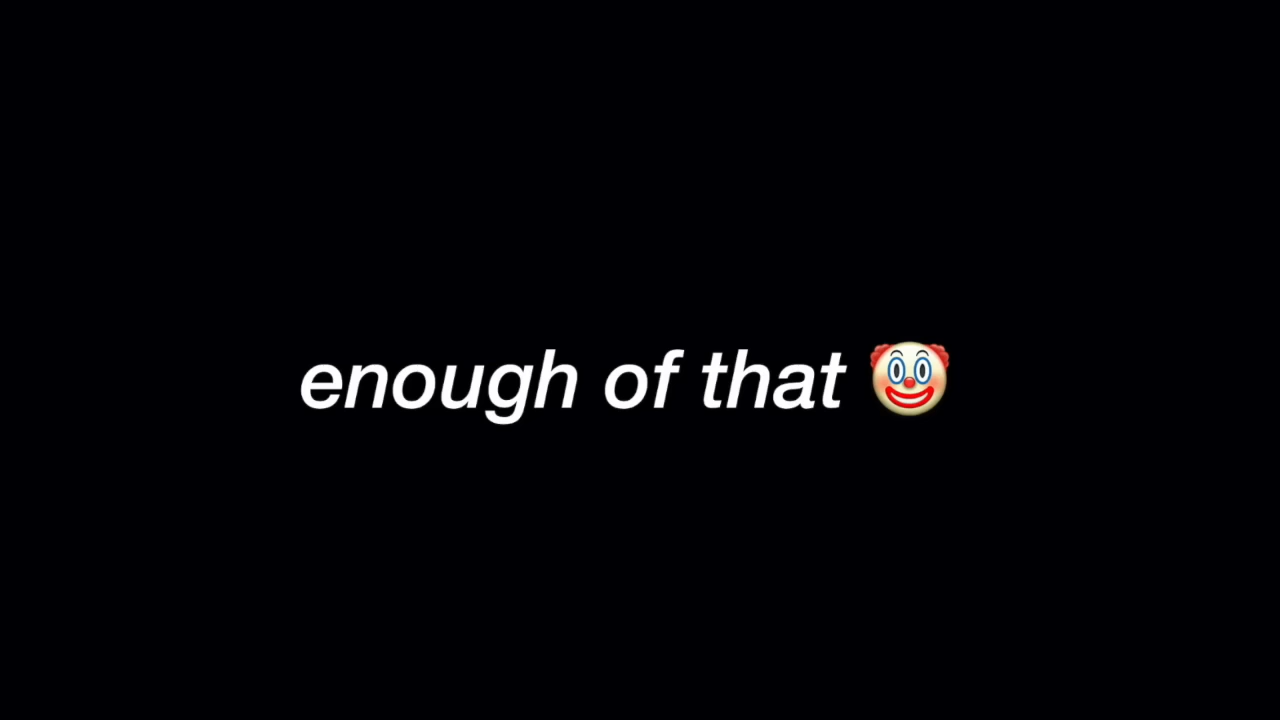 enough of that 🤡